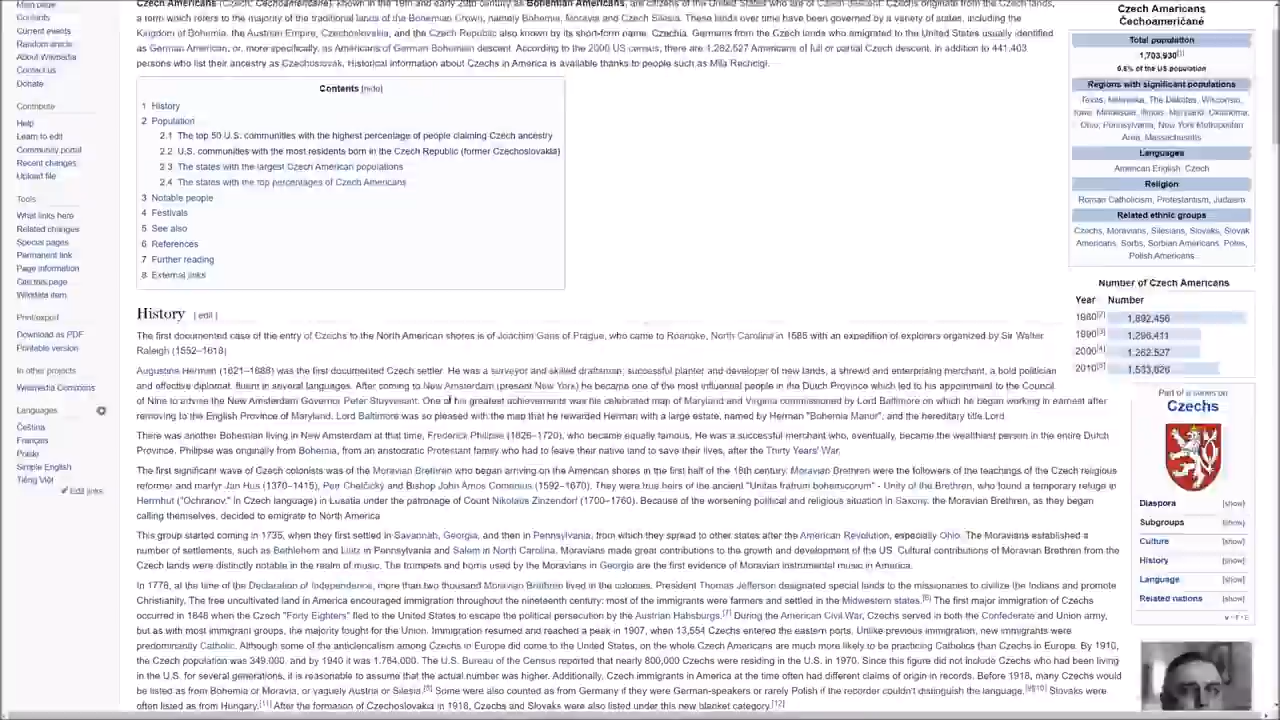 Main page
Contents
Current events
Random article
About Wikipedia
Contact us
Donate
Contribute
Help
Learn to edit
Community portal
Recent changes
Upload file
Tools
What links here
Related changes
Special pages
Permanent link
Page information
Cite this page
Wikidata item
Print/export
Download as PDF
Printable version
In other projects
Wikimedia Commons
Languages
Čeština
Français
Polski
Simple English
Tiếng Việt
Edit links
Czech Americans (Czech: Čechoameričané), known in the 19th and early 20th century as Bohemian Americans, are citizens of the United States who are of Czech descent. Czechs originate from the Czech lands,
a term which refers to the majority of the traditional lands of the Bohemian Crown, namely Bohemia, Moravia and Czech Silesia. These lands over time have been governed by a variety of states, including the
Kingdom of Bohemia, the Austrian Empire, Czechoslovakia, and the Czech Republic also known by its short-form name, Czechia. Germans from the Czech lands who emigrated to the United States usually identified
as German American, or, more specifically, as Americans of German Bohemian descent. According to the 2000 US census, there are 1,262,527 Americans of full or partial Czech descent, in addition to 441,403
persons who list their ancestry as Czechoslovak. Historical information about Czechs in America is available thanks to people such as Mila Rechcigl.
Contents [hide]
1 History
2 Population
2.1 The top 50 U.S. communities with the highest percentage of people claiming Czech ancestry
2.2 U.S. communities with the most residents born in the Czech Republic (former Czechoslovakia)
2.3 The states with the largest Czech American populations
2.4 The states with the top percentages of Czech Americans
3 Notable people
4 Festivals
5 See also
6 References
7 Further reading
8 External links
History [ edit ]
The first documented case of the entry of Czechs to the North American shores is of Joachim Gans of Prague, who came to Roanoke, North Carolina in 1585 with an expedition of explorers organized by Sir Walter
Raleigh (1552–1618)
Augustine Herman (1621–1686) was the first documented Czech settler. He was a surveyor and skilled draftsman; successful planter and developer of new lands, a shrewd and enterprising merchant, a bold politician
and effective diplomat, fluent in several languages. After coming to New Amsterdam (present New York) he became one of the most influential people in the Dutch Province which led to his appointment to the Council
of Nine to advise the New Amsterdam Governor Peter Stuyvesant. One of his greatest achievements was his celebrated map of Maryland and Virginia commissioned by Lord Baltimore on which he began working in earnest after
removing to the English Province of Maryland. Lord Baltimore was so pleased with the map that he rewarded Herman with a large estate, named by Herman "Bohemia Manor", and the hereditary title Lord
There was another Bohemian living in New Amsterdam at that time, Frederick Philipse (1626–1720), who became equally famous. He was a successful merchant who, eventually, became the wealthiest person in the entire Dutch
Province. Philipse was originally from Bohemia, from an aristocratic Protestant family who had to leave their native land to save their lives, after the Thirty Years' War.
The first significant wave of Czech colonists was of the Moravian Brethren who began arriving on the American shores in the first half of the 18th century. Moravian Brethren were the followers of the teachings of the Czech religious
reformer and martyr Jan Hus (1370–1415), Petr Chelčický and Bishop John Amos Comenius (1592–1670). They were true heirs of the ancient "Unitas fratrum bohemicorum" - Unity of the Brethren, who found a temporary refuge in
Herrnhut ("Ochranov," in Czech language) in Lusatia under the patronage of Count Nikolaus Zinzendorf (1700–1760). Because of the worsening political and religious situation in Saxony, the Moravian Brethren, as they began
calling themselves, decided to emigrate to North America
This group started coming in 1735, when they first settled in Savannah, Georgia, and then in Pennsylvania, from which they spread to other states after the American Revolution, especially Ohio. The Moravians established a
number of settlements, such as Bethlehem and Lititz in Pennsylvania and Salem in North Carolina. Moravians made great contributions to the growth and development of the US. Cultural contributions of Moravian Brethren from the
Czech lands were distinctly notable in the realm of music. The trumpets and horns used by the Moravians in Georgia are the first evidence of Moravian instrumental music in America.
In 1776, at the time of the Declaration of Independence, more than two thousand Moravian Brethren lived in the colonies. President Thomas Jefferson designated special lands to the missionaries to civilize the Indians and promote
Christianity. The free uncultivated land in America encouraged immigration throughout the nineteenth century; most of the immigrants were farmers and settled in the Midwestern states.[6] The first major immigration of Czechs
occurred in 1848 when the Czech "Forty Eighters" fled to the United States to escape the political persecution by the Austrian Habsburgs.[7] During the American Civil War, Czechs served in both the Confederate and Union army,
but as with most immigrant groups, the majority fought for the Union. Immigration resumed and reached a peak in 1907, when 13,554 Czechs entered the eastern ports. Unlike previous immigration, new immigrants were
predominantly Catholic. Although some of the anticlericalism among Czechs in Europe did come to the United States, on the whole Czech Americans are much more likely to be practicing Catholics than Czechs in Europe. By 1910,
the Czech population was 349,000, and by 1940 it was 1,764,000. The U.S. Bureau of the Census reported that nearly 800,000 Czechs were residing in the U.S. in 1970. Since this figure did not include Czechs who had been living
in the U.S. for several generations, it is reasonable to assume that the actual number was higher. Additionally, Czech immigrants in America at the time often had different claims of origin in records. Before 1918, many Czechs would
be listed as from Bohemia or Moravia, or vaguely Austria or Silesia.[8] Some were also counted as from Germany if they were German-speakers or rarely Polish if the recorder couldn't distinguish the language.[9][10] Slovaks were
often listed as from Hungary.[11] After the formation of Czechoslovakia in 1918, Czechs and Slovaks were also listed under this new blanket category.[12]
Czech Americans
Čechoameričané
Total population
1,703,930[1]
0.5% of the US population
Regions with significant populations
Texas, Nebraska, The Dakotas, Wisconsin,
Iowa, Minnesota, Illinois, Maryland, Oklahoma,
Ohio, Pennsylvania, New York Metropolitan
Area, Massachusetts
Languages
American English, Czech
Religion
Roman Catholicism, Protestantism, Judaism
Related ethnic groups
Czechs, Moravians, Silesians, Slovaks, Slovak
Americans, Sorbs, Sorbian Americans, Poles,
Polish Americans
Number of Czech Americans
Year Number
1980[2] 1,892,456
1990[3] 1,296,411
2000[4] 1,262,527
2010[5] 1,533,826
Part of a series on
Czechs
Diaspora [show]
Subgroups [show]
Culture [show]
History [show]
Language [show]
Related nations [show]
v · t · e